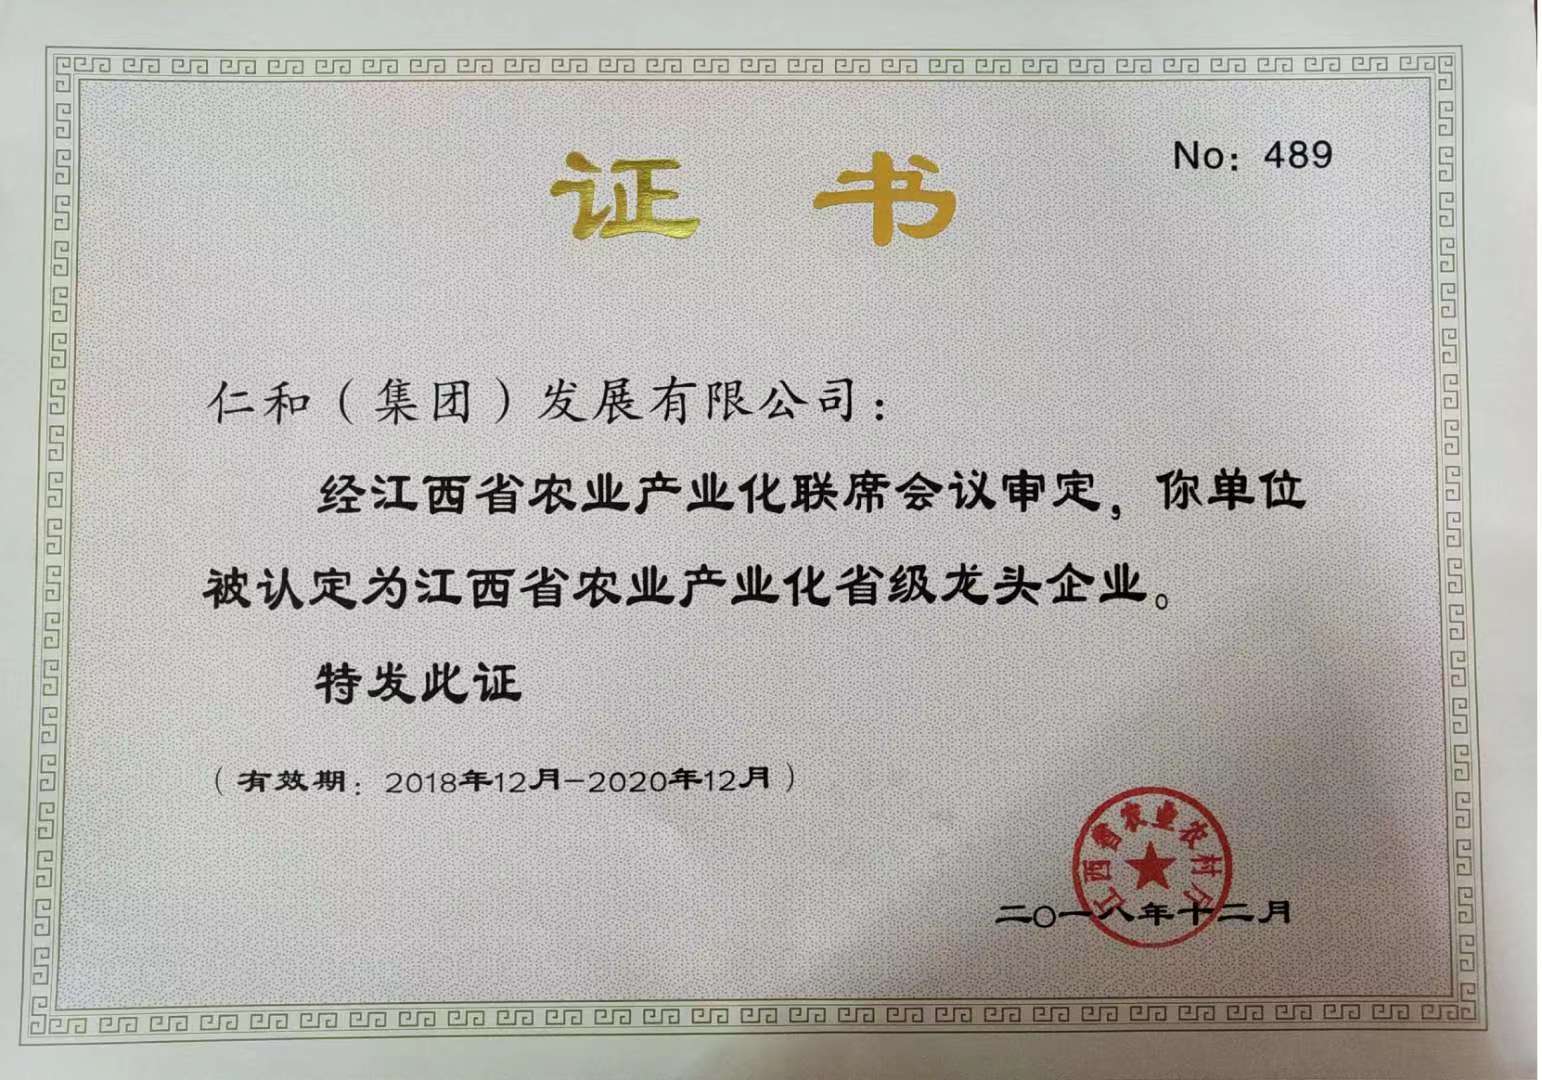 No: 489
证 书
仁和（集团）发展有限公司：
经江西省农业产业化联席会议审定，你单位
被认定为江西省农业产业化省级龙头企业。
特发此证
（有效期：2018年12月-2020年12月）
江西省农业农村厅
二〇一八年十二月